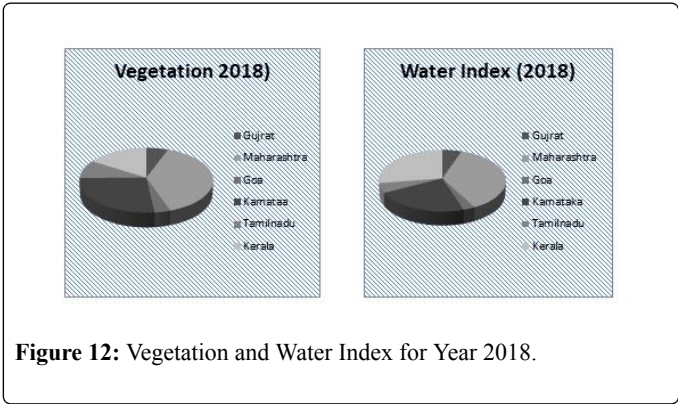 Vegetation 2018)
Gujrat
Maharashtra
Goa
Karnataa
Tamilnadu
Kerala
Water Index (2018)
Gujrat
Maharashtra
Goa
Karnataka
Tamilnadu
Kerala
Figure 12: Vegetation and Water Index for Year 2018.